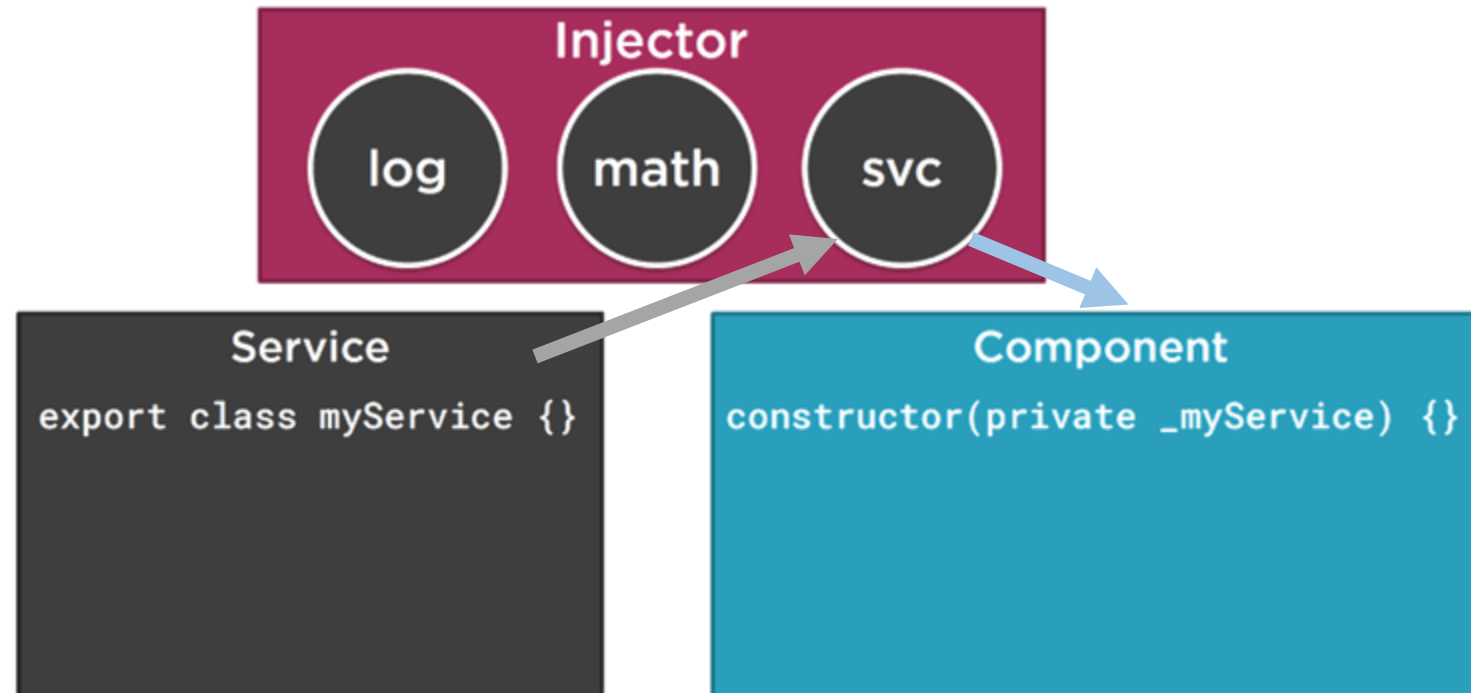 Injector
log
math
svc
Service
export class myService {}
Component
constructor(private _myService) {}